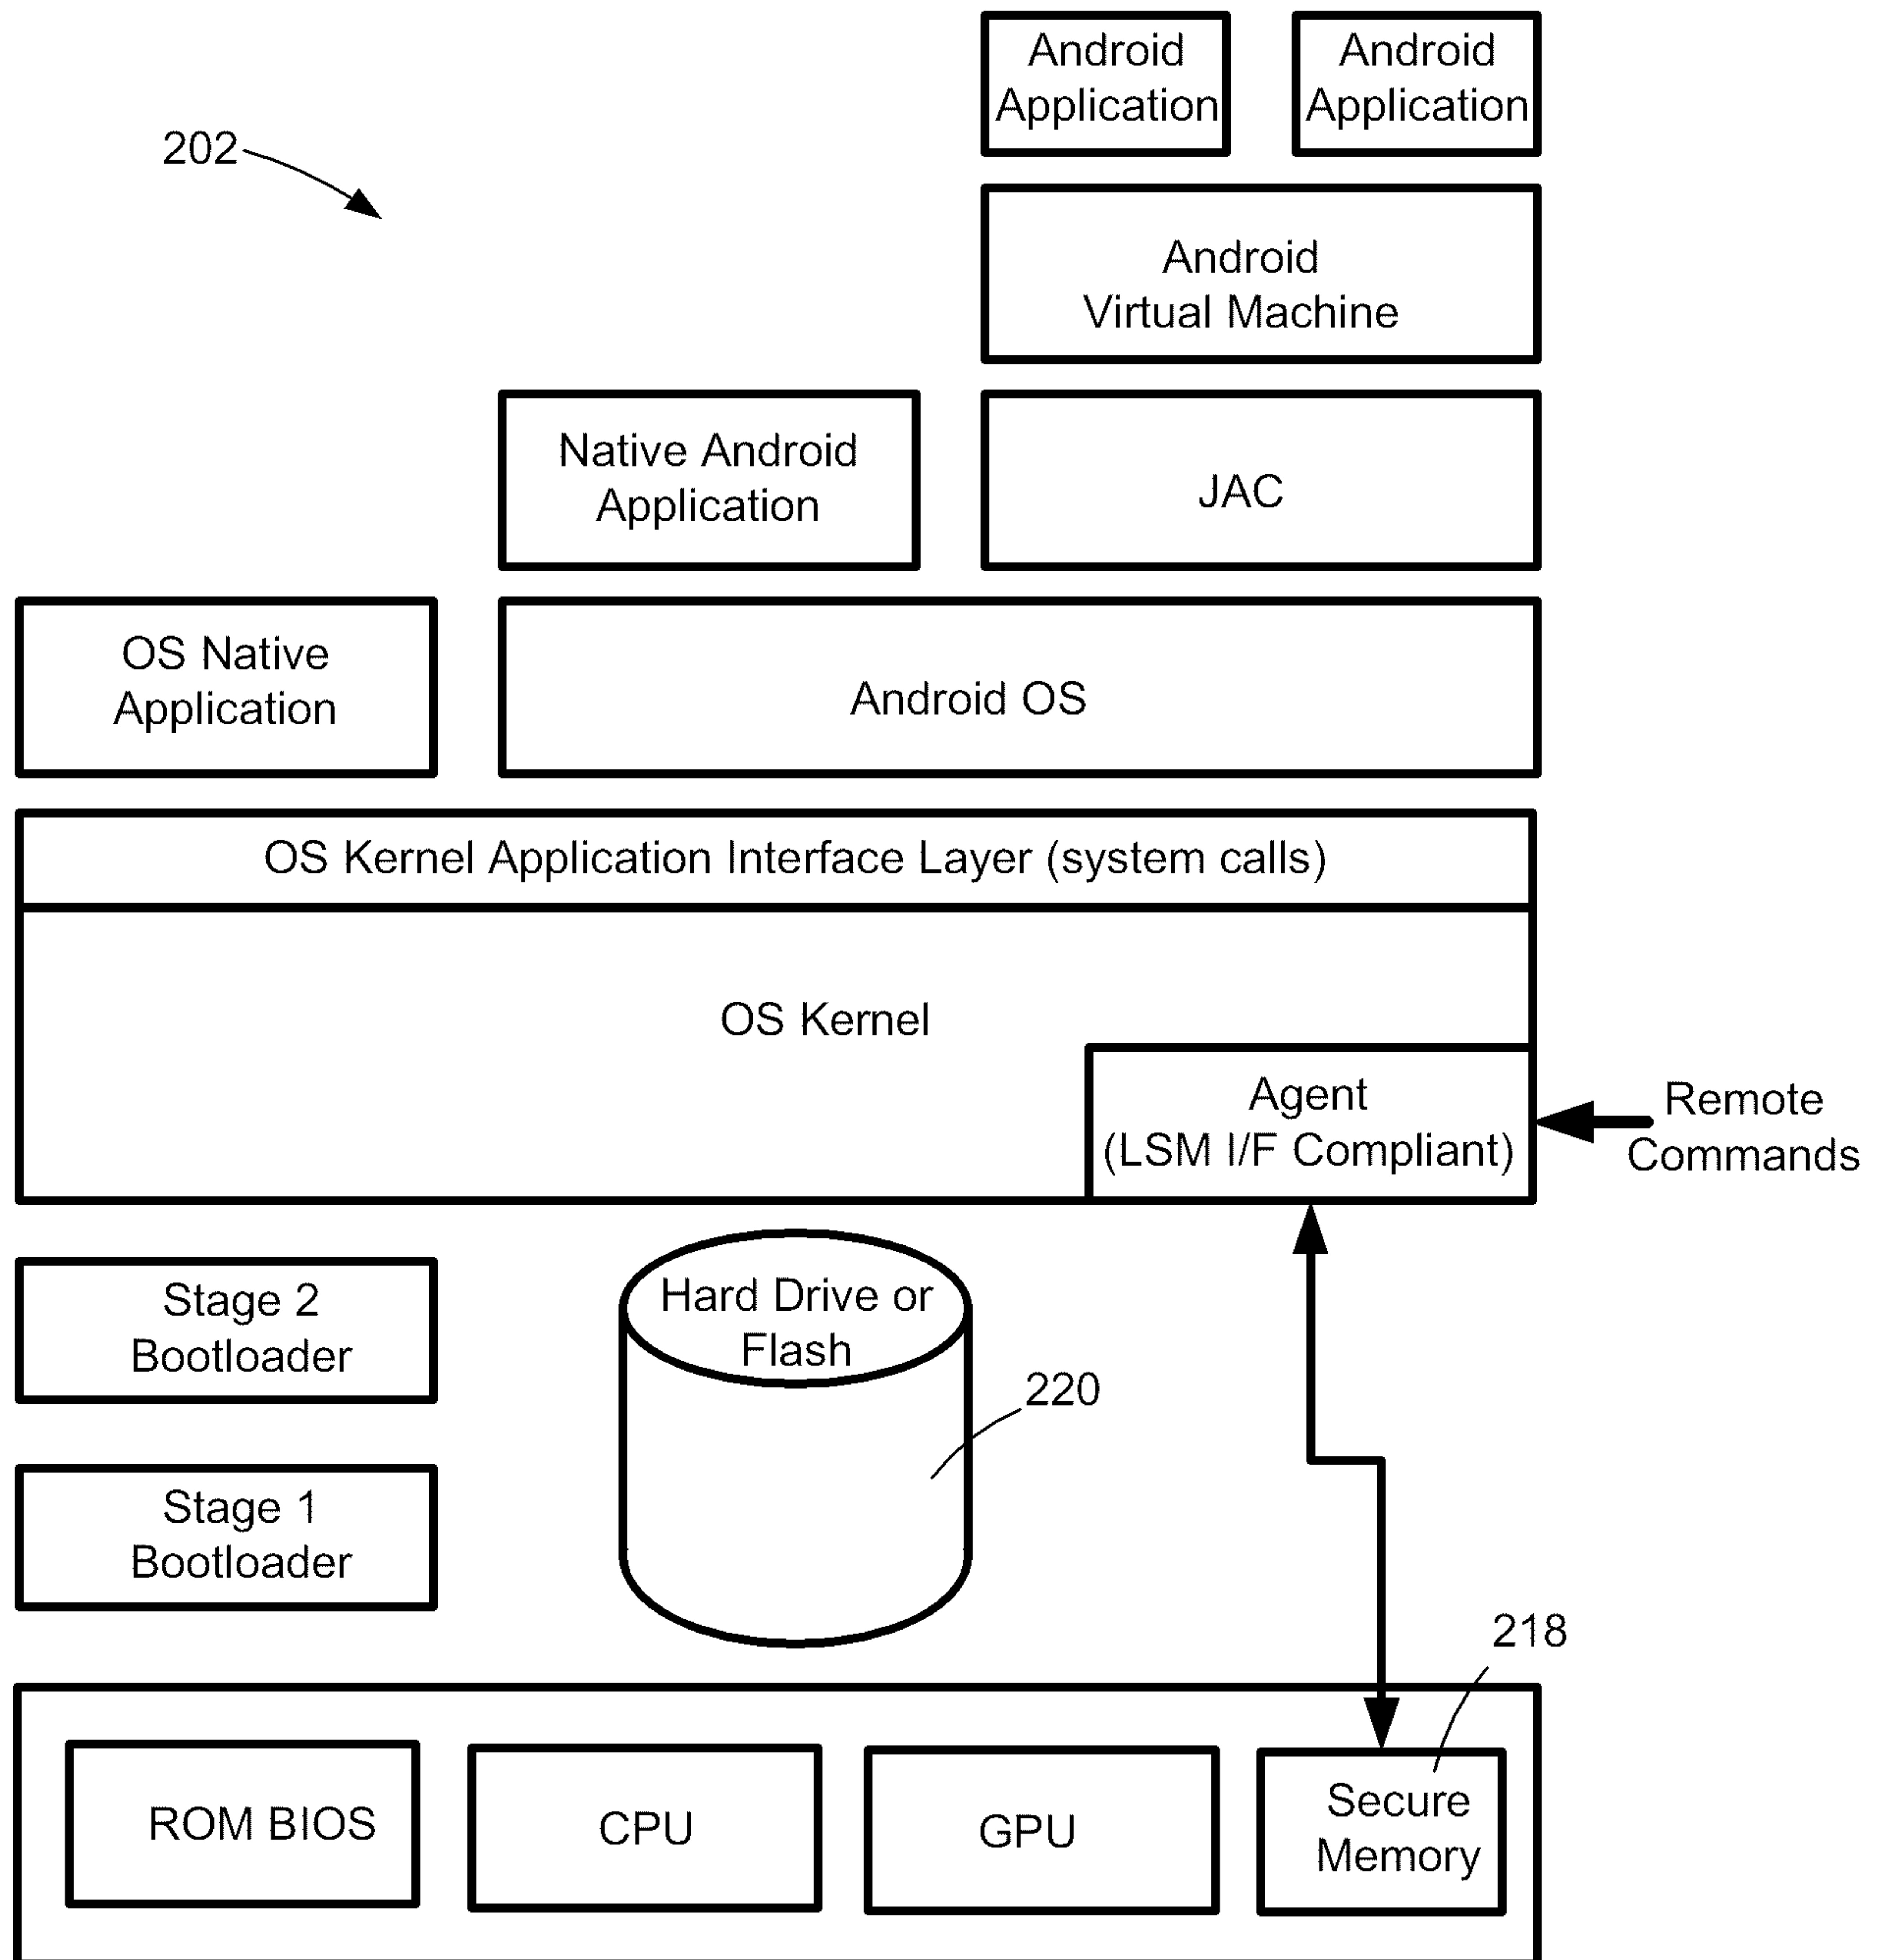 Android
Application
Android
Application
202
Android
Virtual Machine
Native Android
Application
JAC
OS Native
Application
Android OS
OS Kernel Application Interface Layer (system calls)
OS Kernel
Agent
(LSM I/F Compliant)
Remote
Commands
Stage 2
Bootloader
Hard Drive or
Flash
220
Stage 1
Bootloader
218
ROM BIOS
CPU
GPU
Secure
Memory